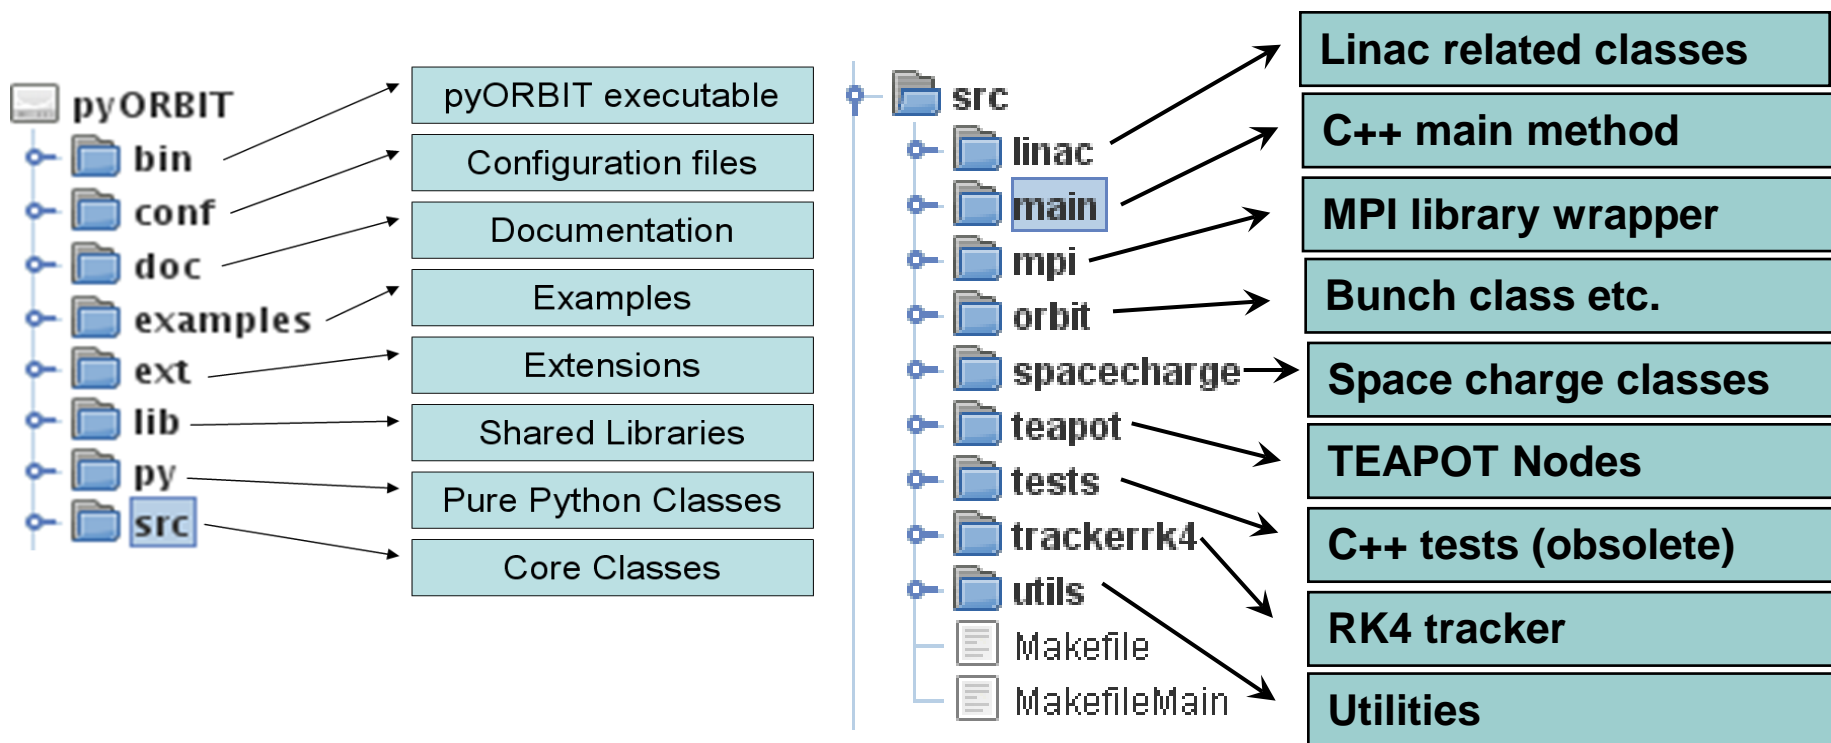 pyORBIT
bin
conf
doc
examples
ext
lib
py
src
pyORBIT executable
Configuration files
Documentation
Examples
Extensions
Shared Libraries
Pure Python Classes
Core Classes
src
linac
main
mpi
orbit
spacecharge
teapot
tests
trackerrk4
utils
Makefile
MakefileMain
Linac related classes
C++ main method
MPI library wrapper
Bunch class etc.
Space charge classes
TEAPOT Nodes
C++ tests (obsolete)
RK4 tracker
Utilities